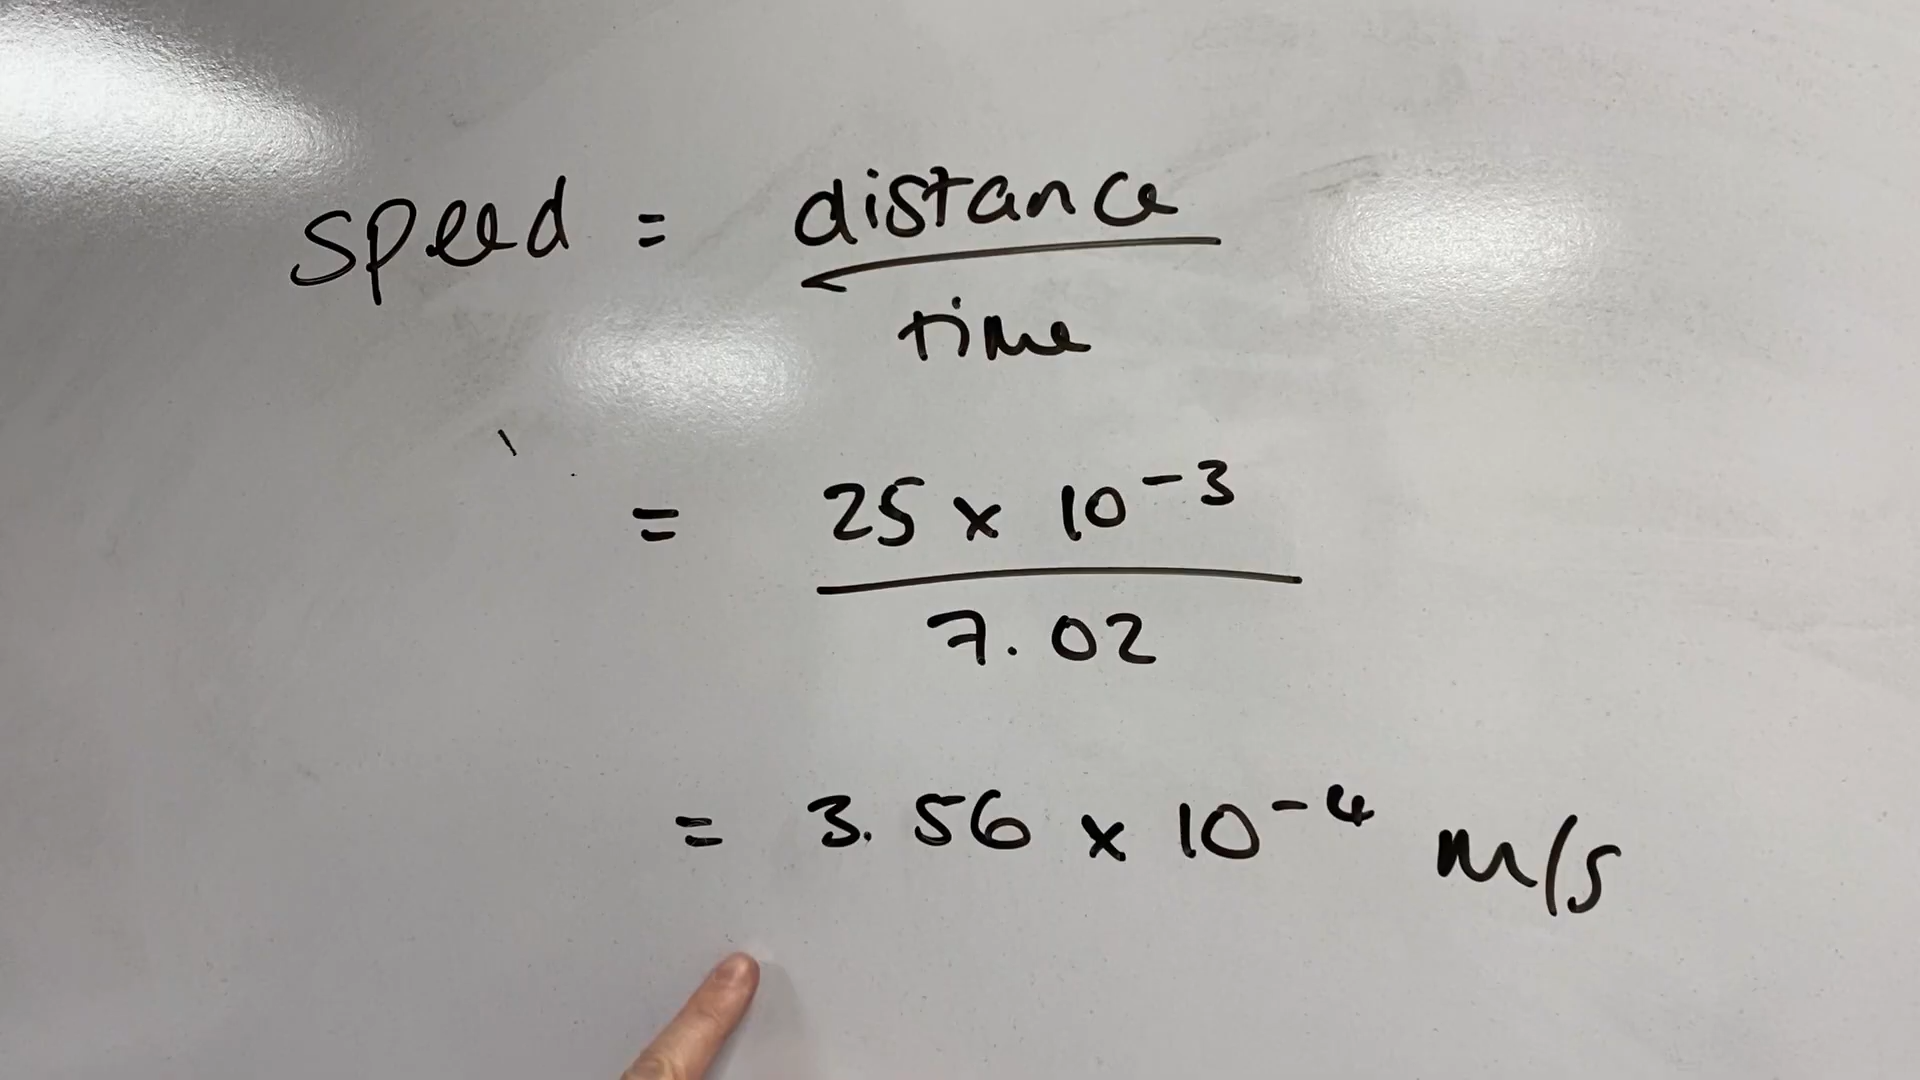 speed = distance
time
= 25 x 10⁻³
7.02
= 3.56 x 10⁻⁴ m/s